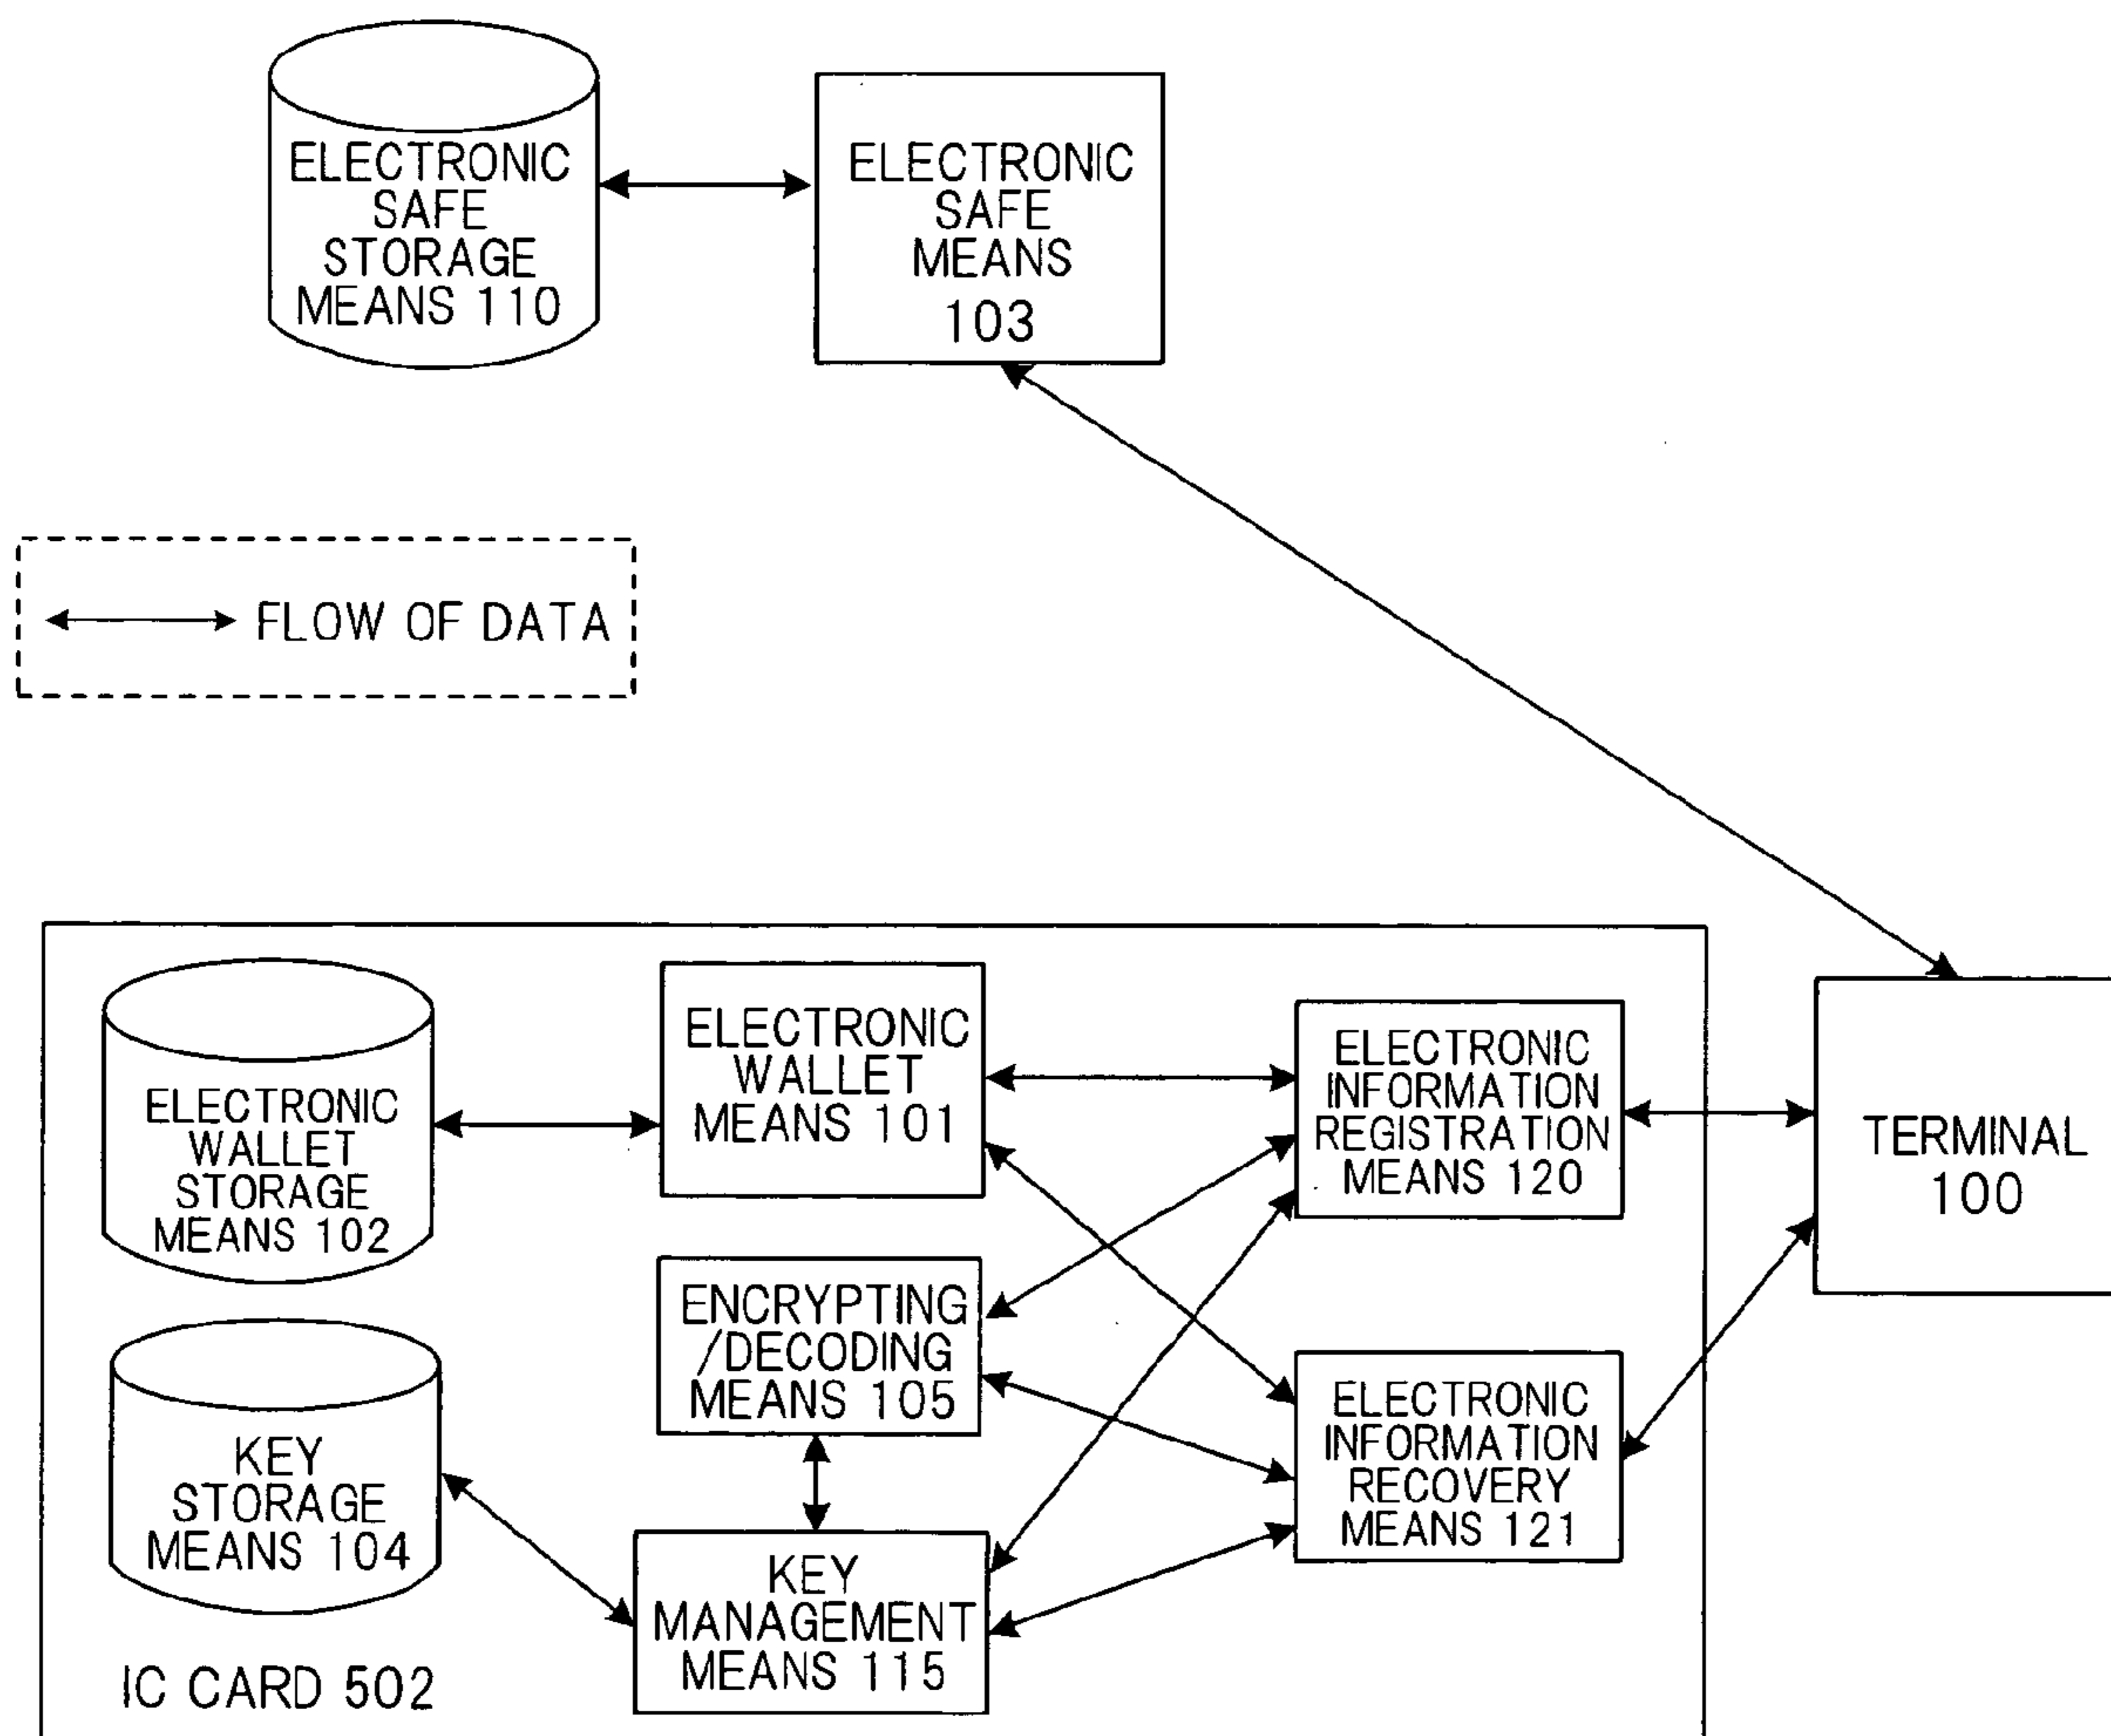 ELECTRONIC
SAFE
STORAGE
MEANS 110
ELECTRONIC
SAFE
MEANS
103
FLOW OF DATA
ELECTRONIC
WALLET
STORAGE
MEANS 102
ELECTRONIC
WALLET
MEANS 101
ELECTRONIC
INFORMATION
REGISTRATION
MEANS 120
TERMINAL
100
ENCRYPTING
/DECODING
MEANS 105
KEY
STORAGE
MEANS 104
ELECTRONIC
INFORMATION
RECOVERY
MEANS 121
KEY
MANAGEMENT
MEANS 115
IC CARD 502